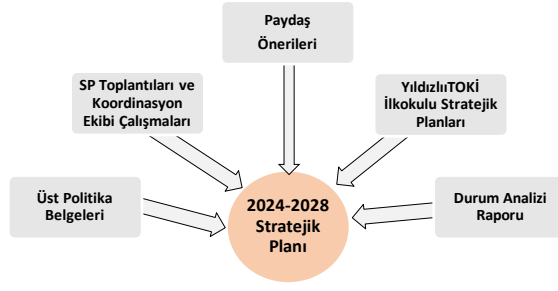 Paydaş
Önerileri
SP Toplantıları ve
Koordinasyon
Ekibi Çalışmaları
YıldızlıiTOKİ
İlkokulu Stratejik
Planları
Üst Politika
Belgeleri
2024-2028
Stratejik
Planı
Durum Analizi
Raporu